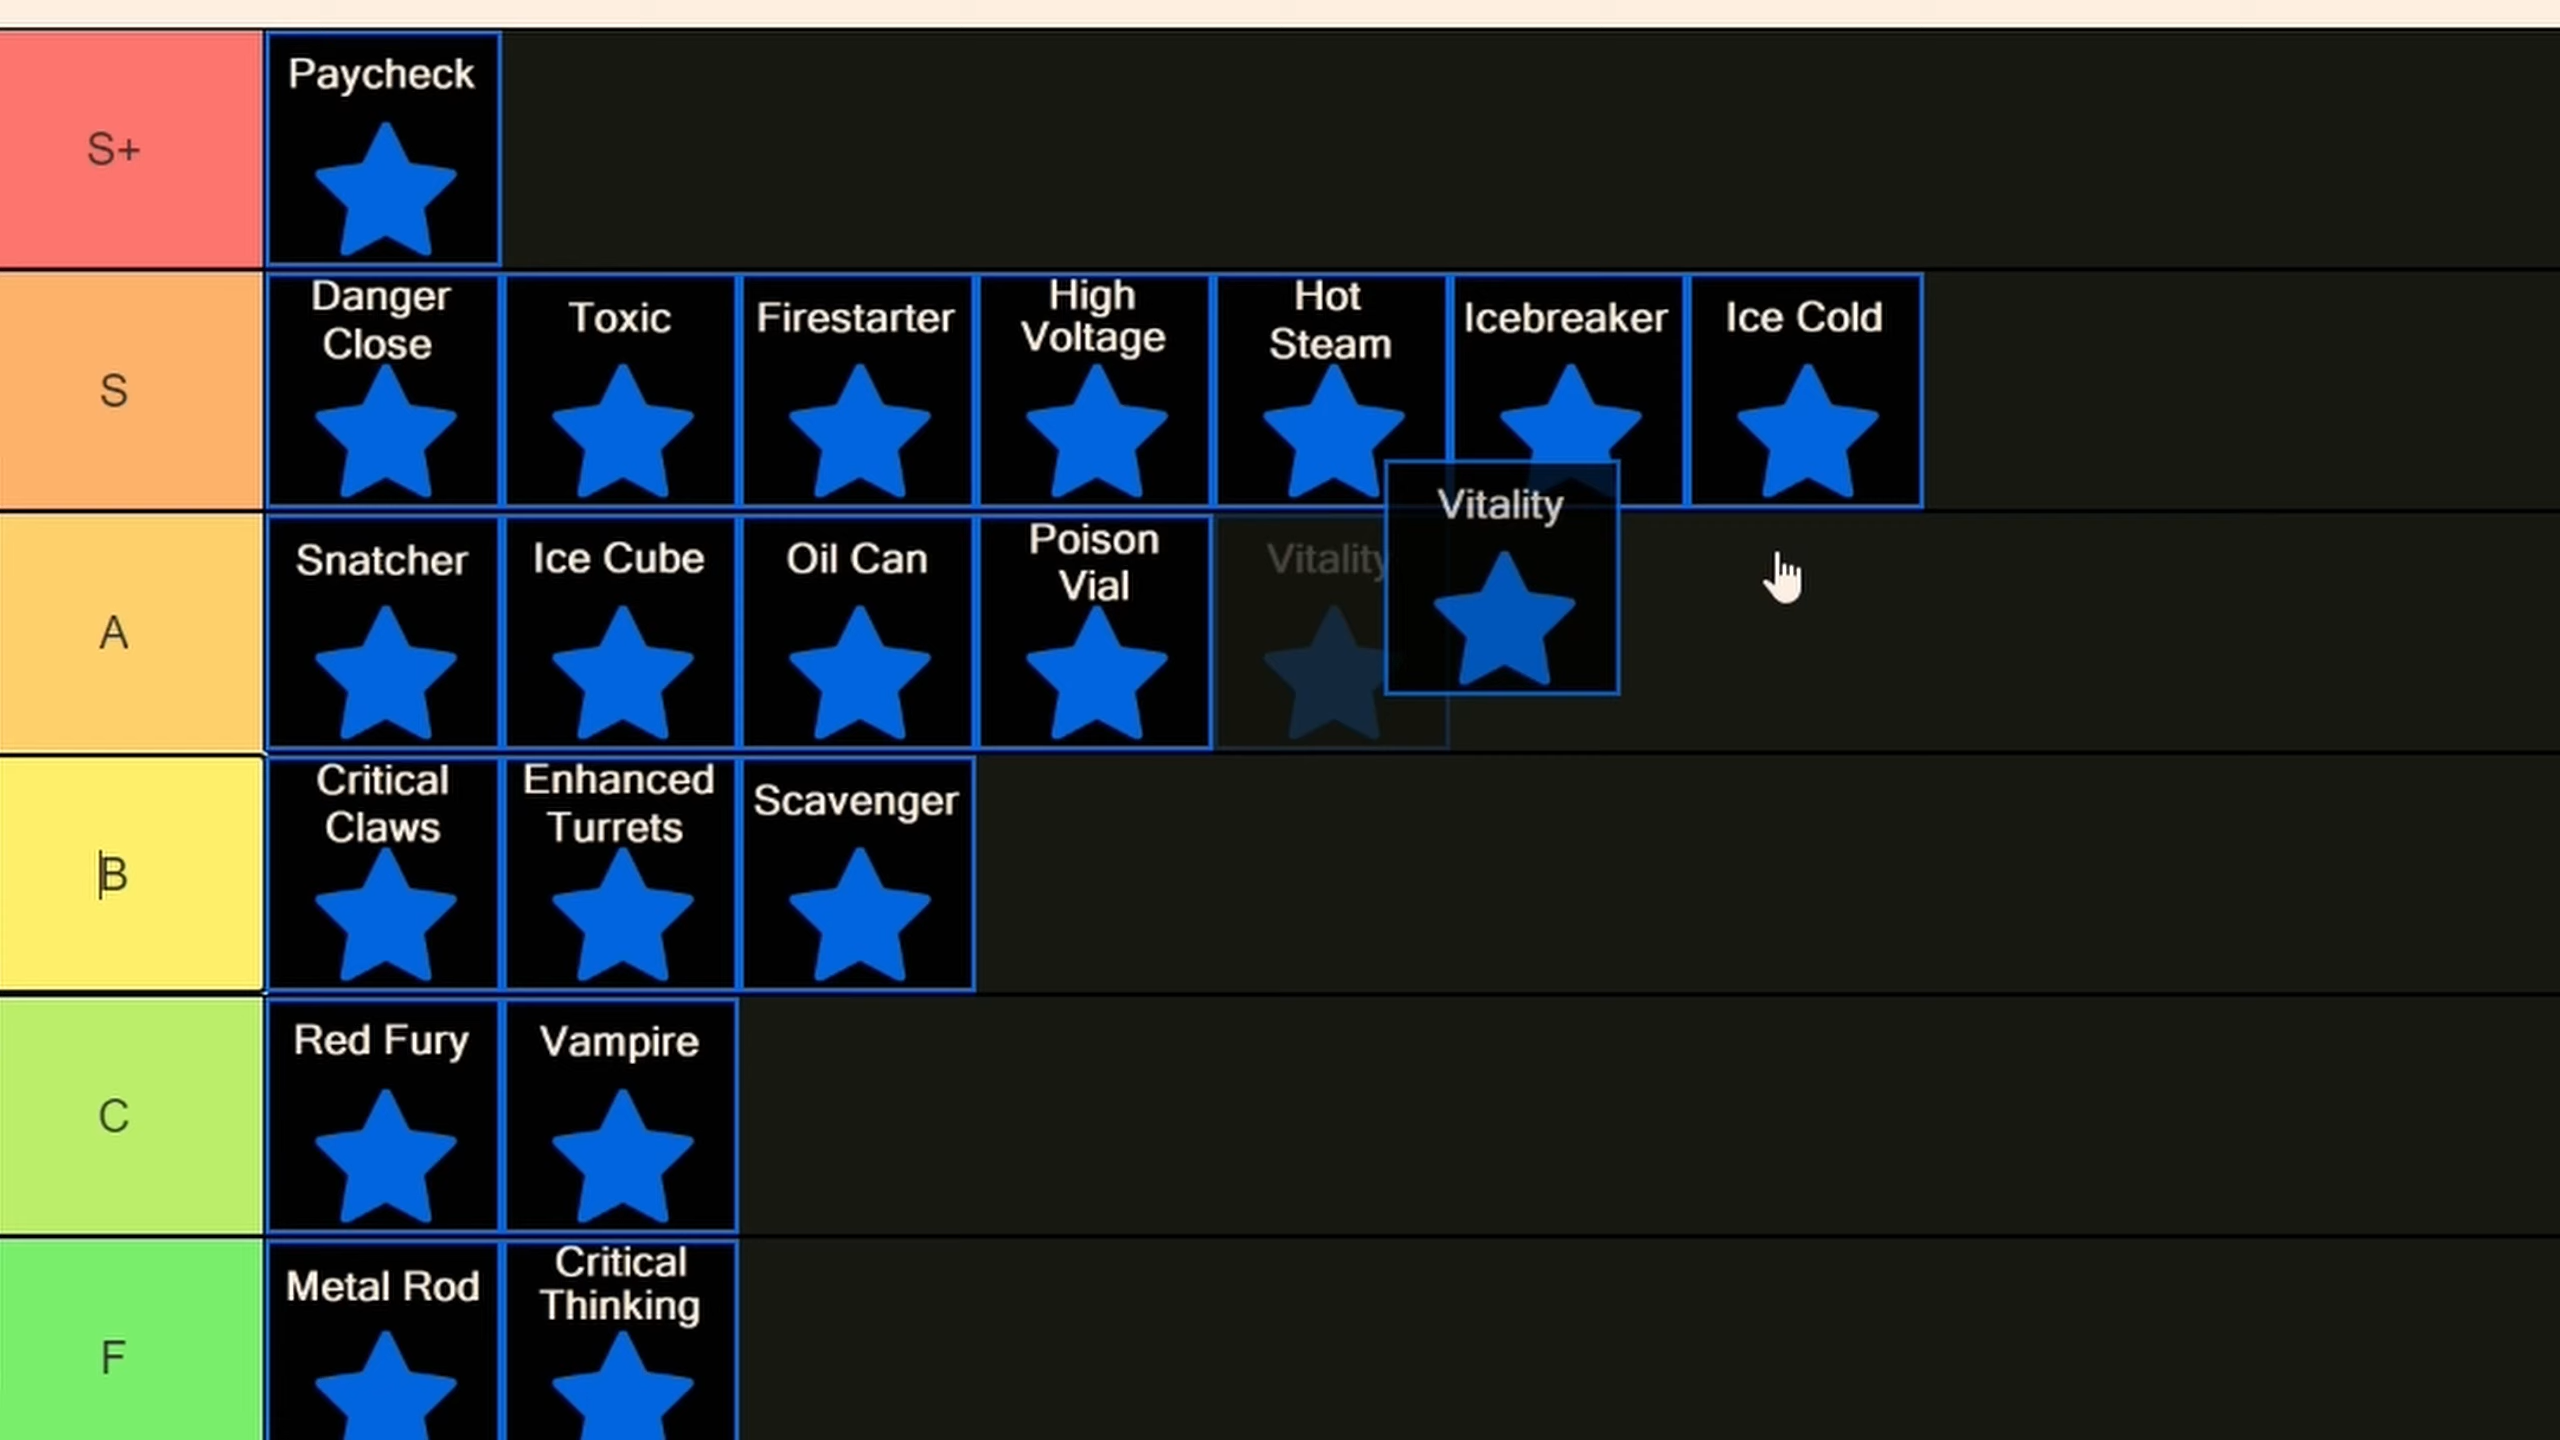 S+
Paycheck
S
Danger
Close
Toxic
Firestarter
High
Voltage
Hot
Steam
Icebreaker
Ice Cold
A
Snatcher
Ice Cube
Oil Can
Poison
Vial
Vitality
Vitality
B
Critical
Claws
Enhanced
Turrets
Scavenger
C
Red Fury
Vampire
F
Metal Rod
Critical
Thinking